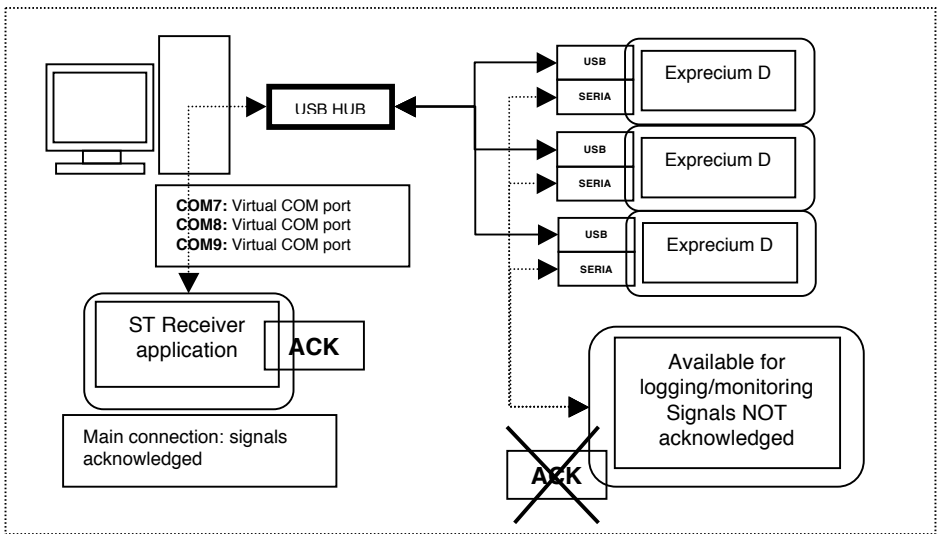 USB HUB
COM7: Virtual COM port
COM8: Virtual COM port
COM9: Virtual COM port
ST Receiver
application
ACK
Main connection: signals
acknowledged
USB
SERIA
Exprecium D
USB
SERIA
Exprecium D
USB
SERIA
Exprecium D
Available for
logging/monitoring
Signals NOT
acknowledged
ACK